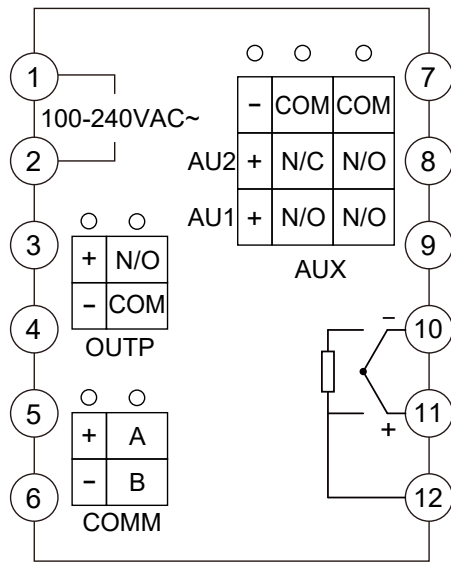 1
7
100-240VAC~
- COM COM
2
AU2 + N/C N/O
8
3
AU1 + N/O N/O
9
+ N/O
AUX
- COM
4
OUTP
−
10
5
+ A
+
11
6
- B
12
COMM